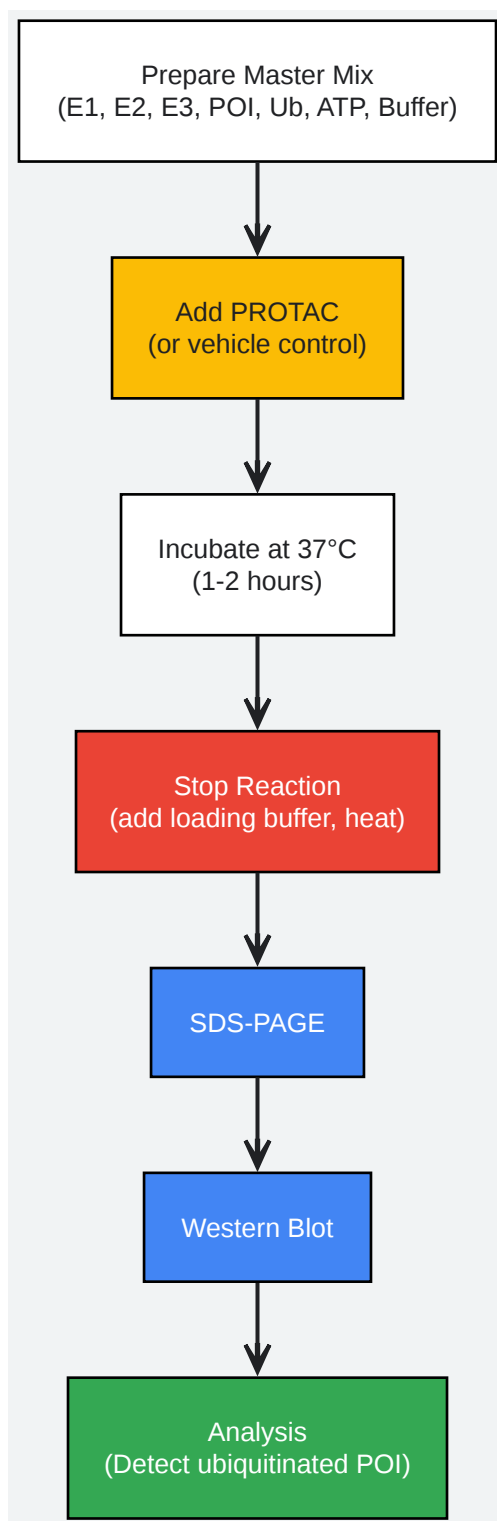 Prepare Master Mix
(E1, E2, E3, POI, Ub, ATP, Buffer)
Add PROTAC
(or vehicle control)
Incubate at 37°C
(1-2 hours)
Stop Reaction
(add loading buffer, heat)
SDS-PAGE
Western Blot
Analysis
(Detect ubiquitinated POI)